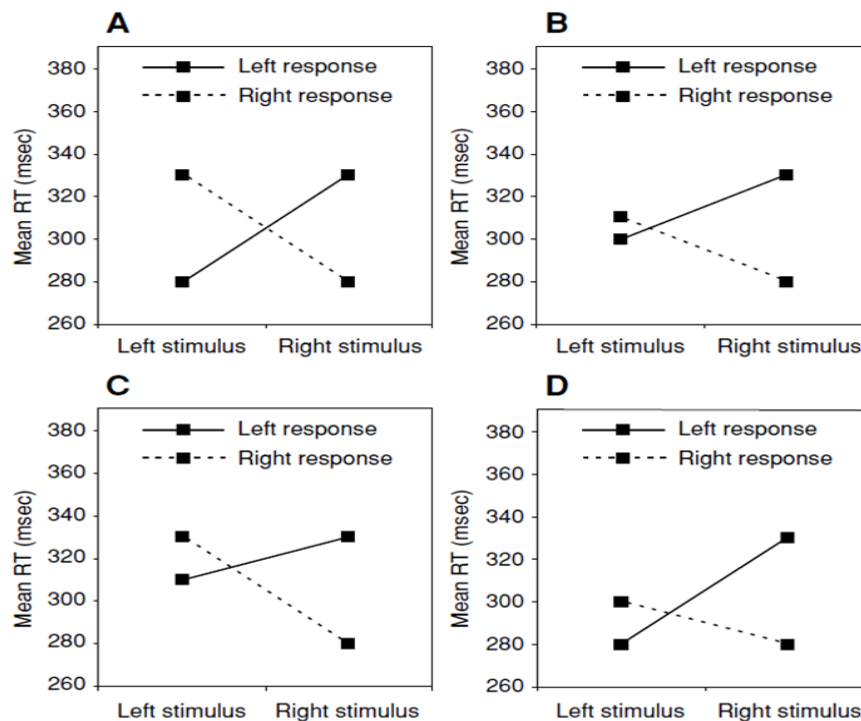 A
Mean RT (msec)
380
360
340
320
300
280
260
Left response
Right response
Left stimulus Right stimulus
B
Mean RT (msec)
380
360
340
320
300
280
260
Left response
Right response
Left stimulus Right stimulus
C
Mean RT (msec)
380
360
340
320
300
280
260
Left response
Right response
Left stimulus Right stimulus
D
Mean RT (msec)
380
360
340
320
300
280
260
Left response
Right response
Left stimulus Right stimulus